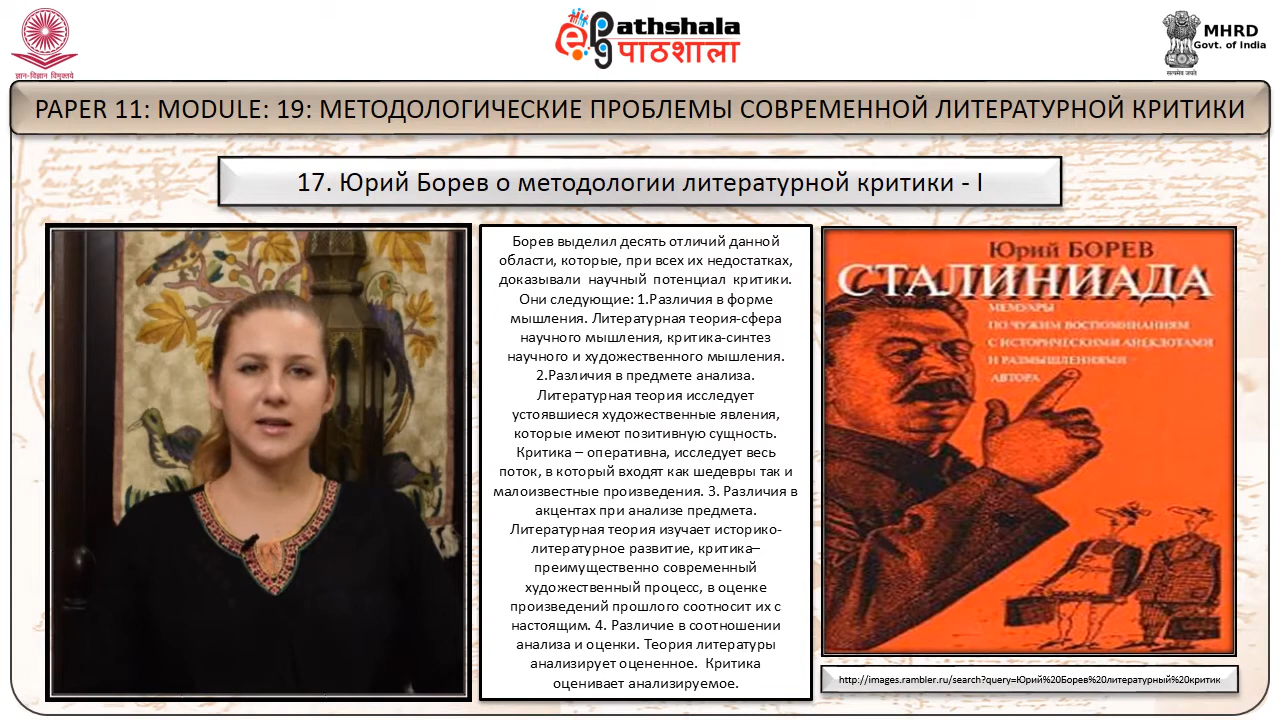 ज्ञान-विज्ञान विमुक्तये
ePathshala
पाठशाला
सत्यमेव जयते
MHRD
Govt. of India
PAPER 11: MODULE: 19: МЕТОДОЛОГИЧЕСКИЕ ПРОБЛЕМЫ СОВРЕМЕННОЙ ЛИТЕРАТУРНОЙ КРИТИКИ
17. Юрий Борев о методологии литературной критики - I
Борев выделил десять отличий данной
области, которые, при всех их недостатках,
доказывали научный потенциал критики.
Они следующие: 1.Различия в форме
мышления. Литературная теория-сфера
научного мышления, критика-синтез
научного и художественного мышления.
2.Различия в предмете анализа.
Литературная теория исследует
устоявшиеся художественные явления,
которые имеют позитивную сущность.
Критика – оперативна, исследует весь
поток, в который входят как шедевры так и
малоизвестные произведения. 3. Различия в
акцентах при анализе предмета.
Литературная теория изучает историко-
литературное развитие, критика–
преимущественно современный
художественный процесс, в оценке
произведений прошлого соотносит их с
настоящим. 4. Различие в соотношении
анализа и оценки. Теория литературы
анализирует оцененное. Критика
оценивает анализируемое.
Юрий БОРЕВ
СТАЛИНИАДА
МЕМУАРЫ
ПО ЧУЖИМ ВОСПОМИНАНИЯМ
С ИСТОРИЧЕСКИМИ АНЕКДОТАМИ
И РАЗМЫШЛЕНИЯМИ
АВТОРА
http://images.rambler.ru/search?query=Юрий%20Борев%20литературный%20критик